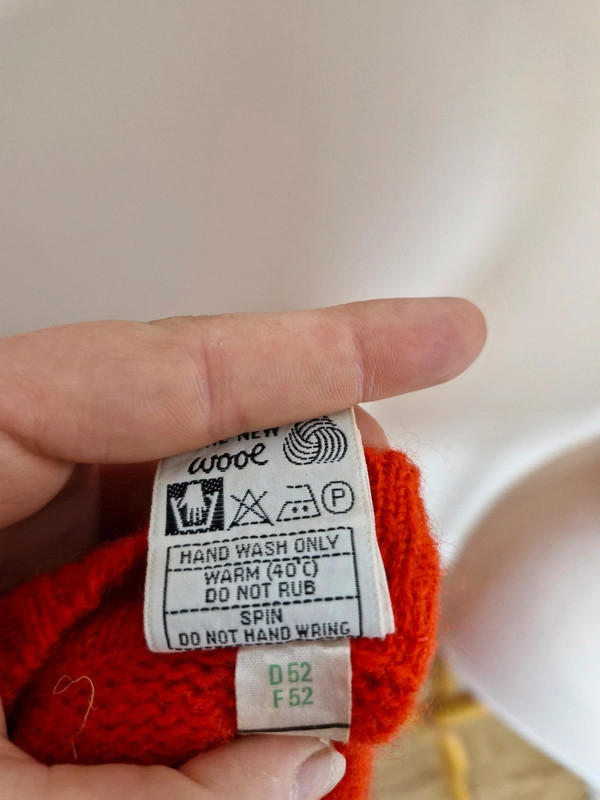 NEW
wool
P
HAND WASH ONLY
WARM (40°C)
DO NOT RUB
SPIN
DO NOT HAND WRING
D 52
F 52